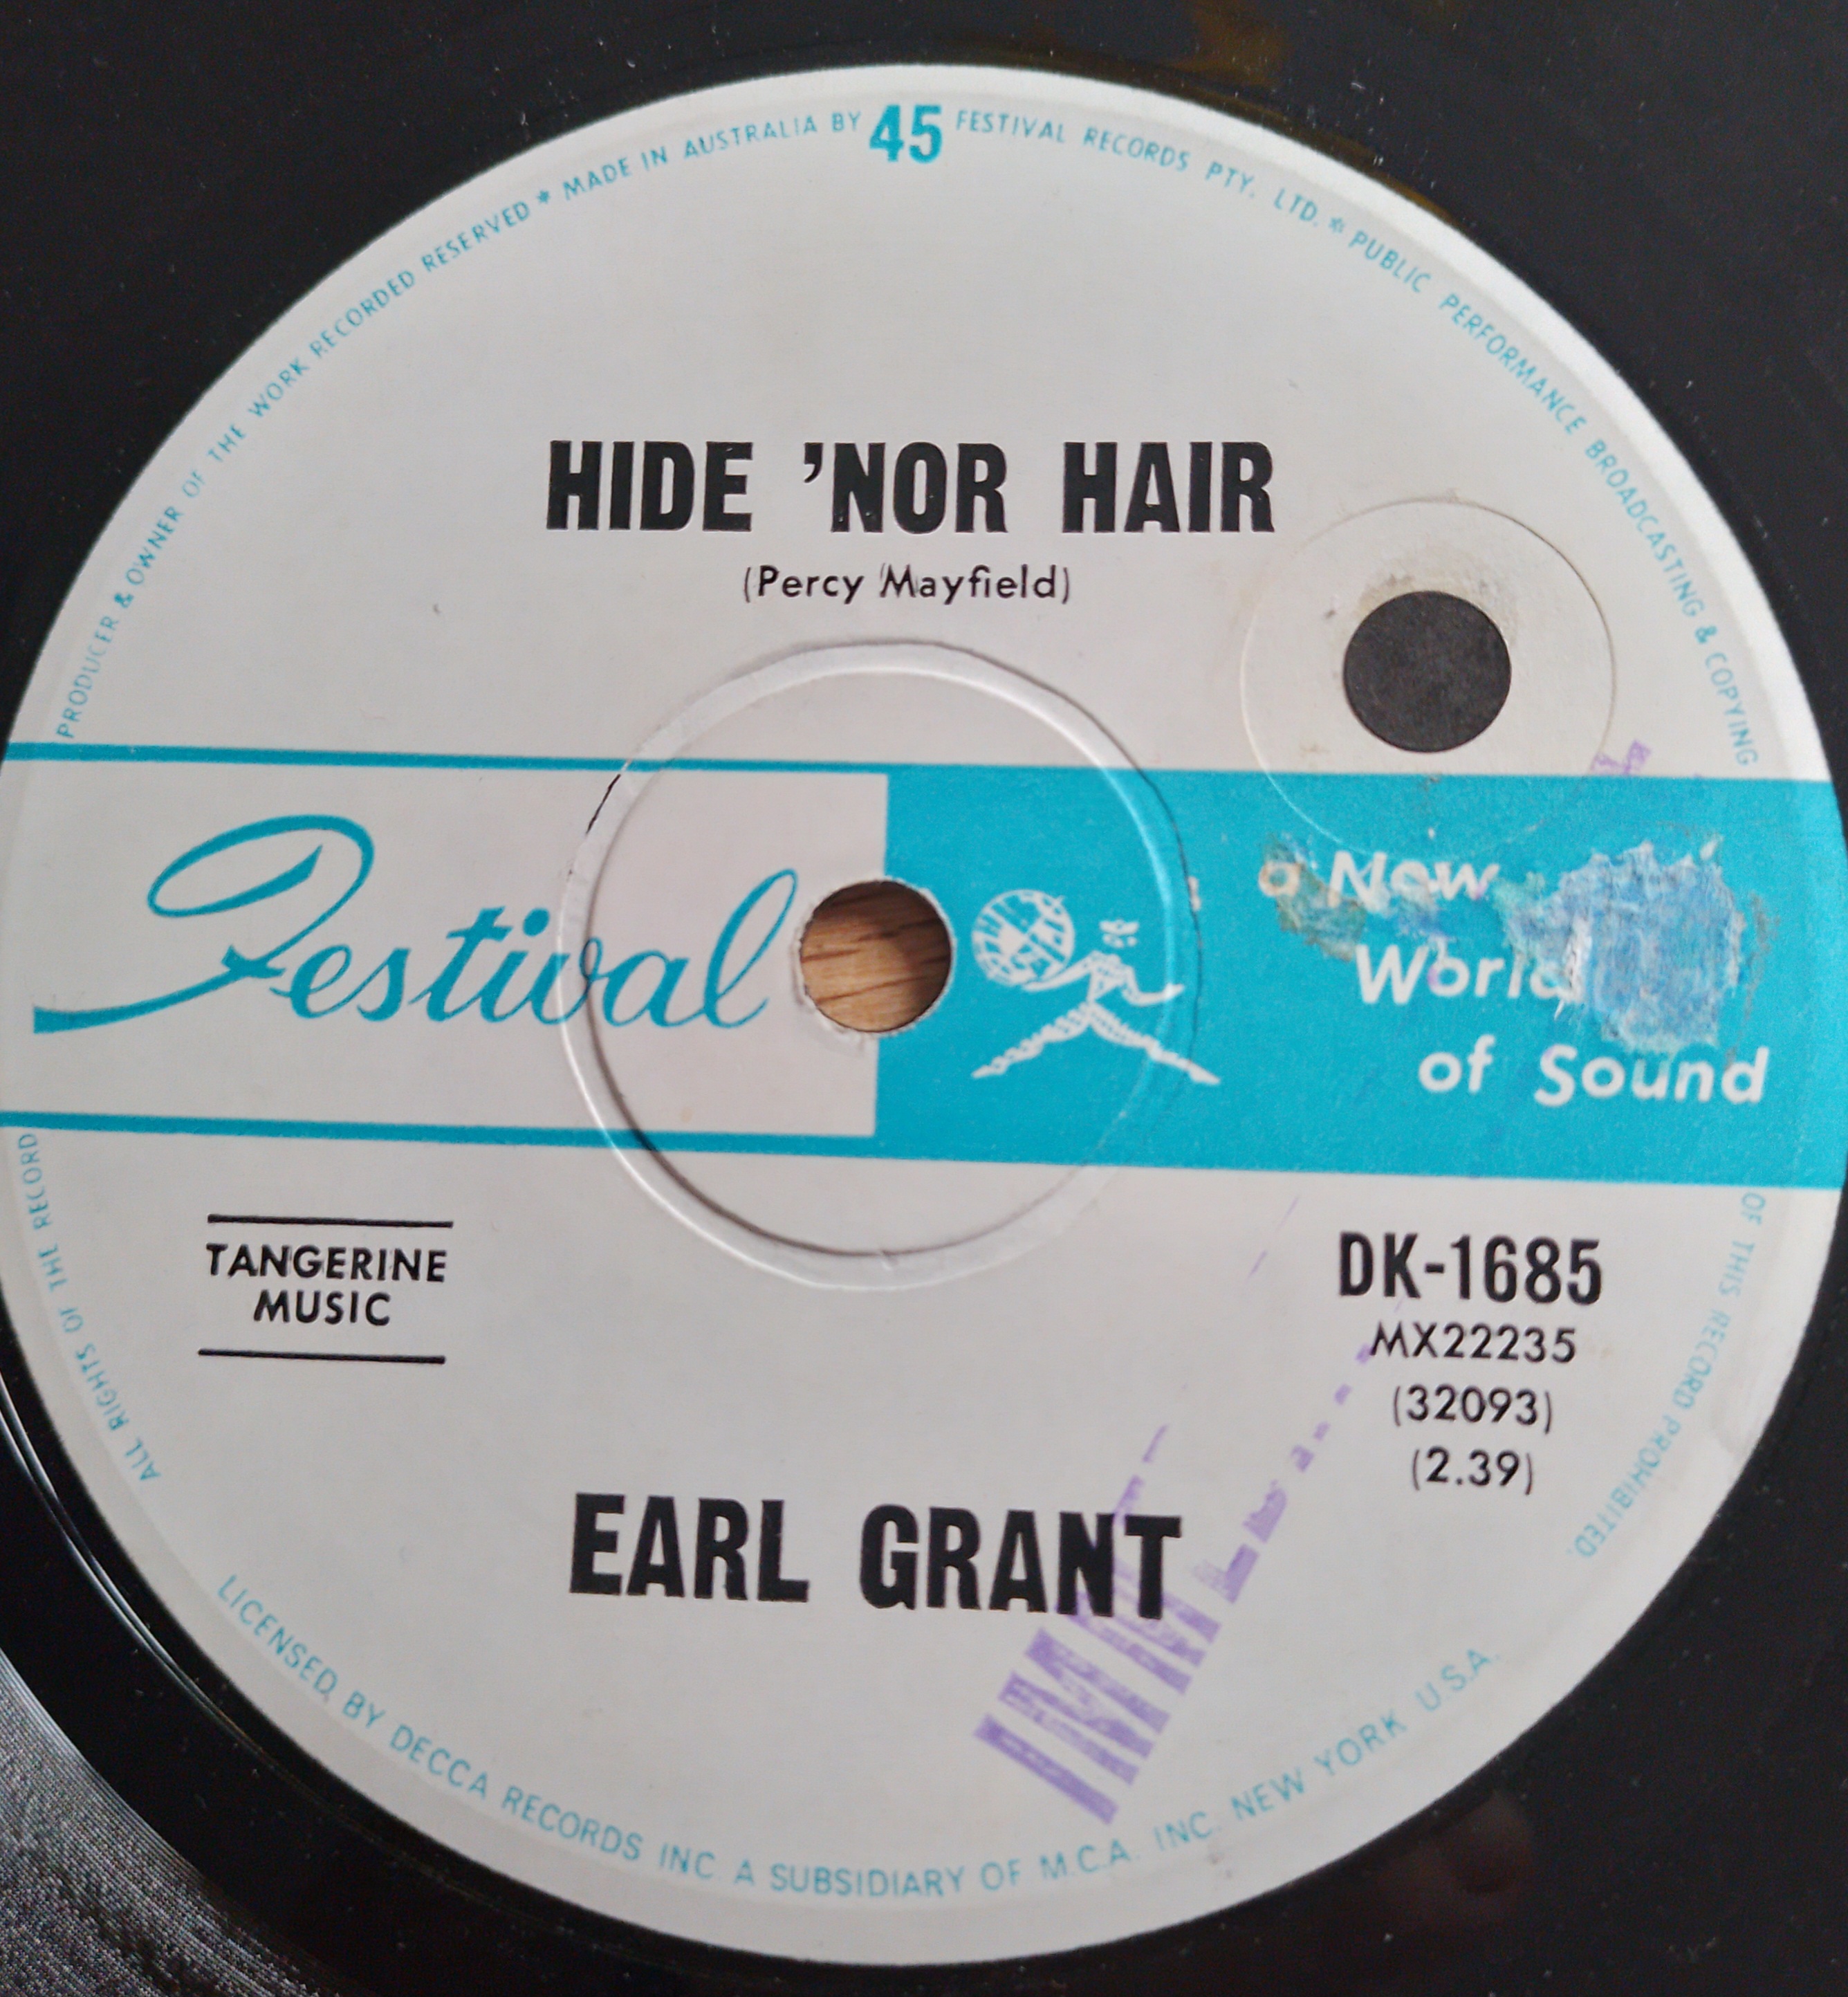 PRODUCER & OWNER OF THE WORK RECORDED RESERVED * MADE IN AUSTRALIA BY 45 FESTIVAL RECORDS PTY. LTD. * PUBLIC PERFORMANCE BROADCASTING & COPYING
HIDE 'NOR HAIR
(Percy Mayfield)
Festival
a New
World
of Sound
TANGERINE
MUSIC
DK-1685
MX22235
(32093)
(2.39)
EARL GRANT
ALL RIGHTS OF THE RECORD
OF THIS RECORD PROHIBITED.
LICENSED BY DECCA RECORDS INC. A SUBSIDIARY OF M.C.A. INC. NEW YORK U.S.A.